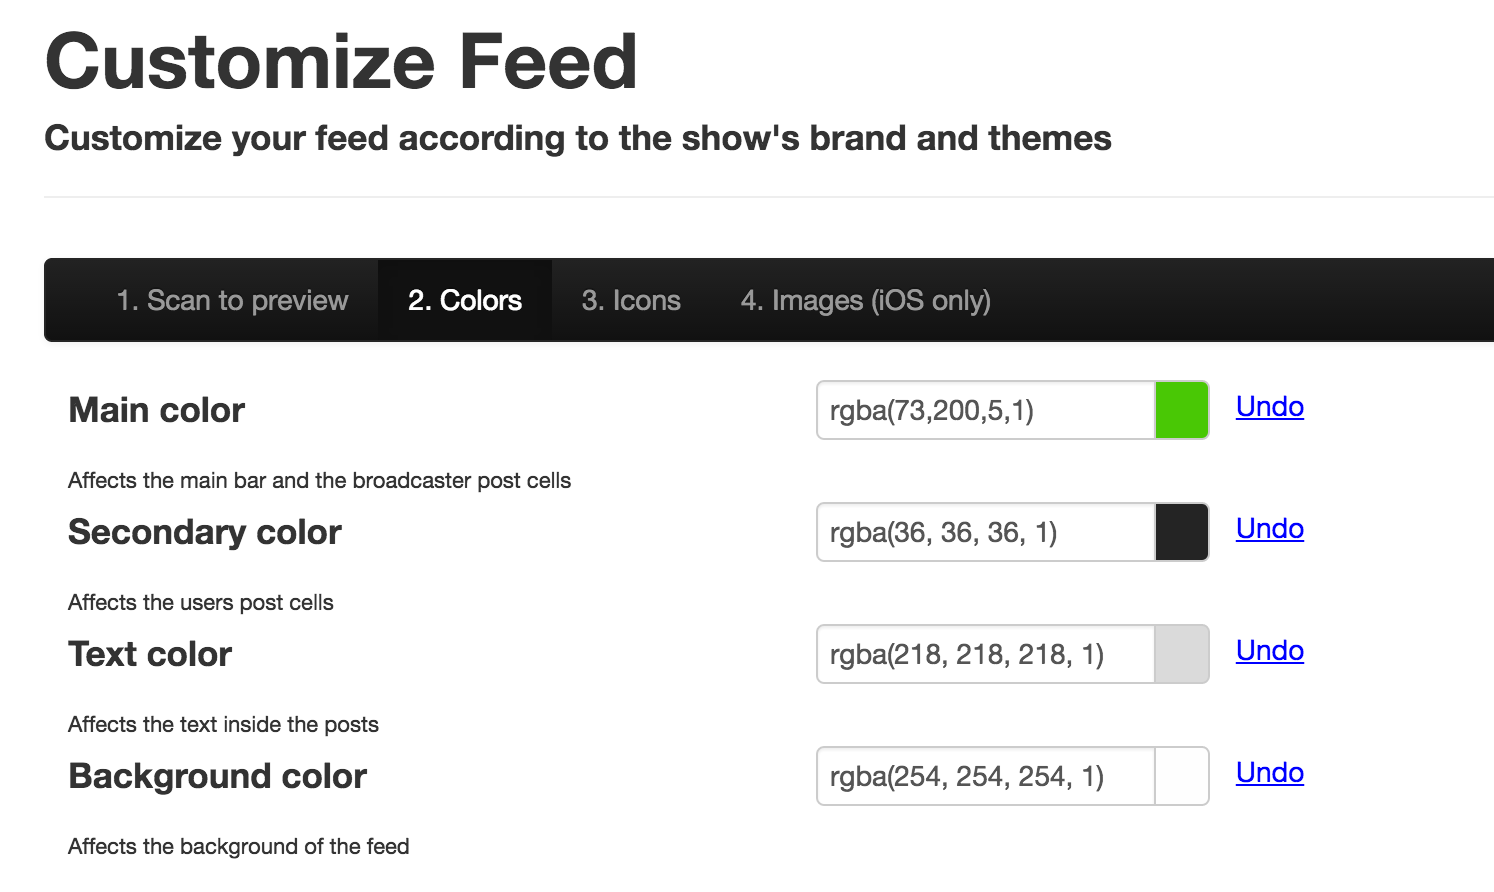 Customize Feed
Customize your feed according to the show's brand and themes
1. Scan to preview 2. Colors 3. Icons 4. Images (iOS only)
Main color rgba(73,200,5,1) Undo
Affects the main bar and the broadcaster post cells
Secondary color rgba(36, 36, 36, 1) Undo
Affects the users post cells
Text color rgba(218, 218, 218, 1) Undo
Affects the text inside the posts
Background color rgba(254, 254, 254, 1) Undo
Affects the background of the feed